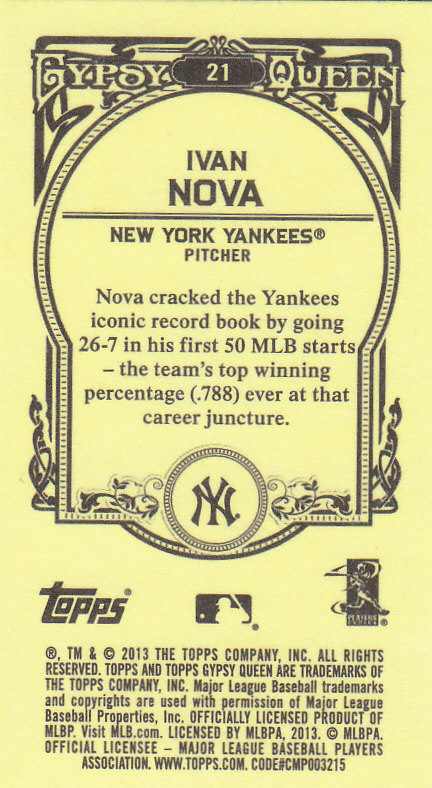 GYPSY 21 QUEEN
IVAN
NOVA
NEW YORK YANKEES®
PITCHER
Nova cracked the Yankees
iconic record book by going
26-7 in his first 50 MLB starts
– the team's top winning
percentage (.788) ever at that
career juncture.
NY
topps®
PLAYERS
CHOICE
®, TM & © 2013 THE TOPPS COMPANY, INC. ALL RIGHTS
RESERVED. TOPPS AND TOPPS GYPSY QUEEN ARE TRADEMARKS OF
THE TOPPS COMPANY, INC. Major League Baseball trademarks
and copyrights are used with permission of Major League
Baseball Properties, Inc. OFFICIALLY LICENSED PRODUCT OF
MLBP. Visit MLB.com. LICENSED BY MLBPA, 2013. © MLBPA.
OFFICIAL LICENSEE – MAJOR LEAGUE BASEBALL PLAYERS
ASSOCIATION. WWW.TOPPS.COM. CODE#CMP003215